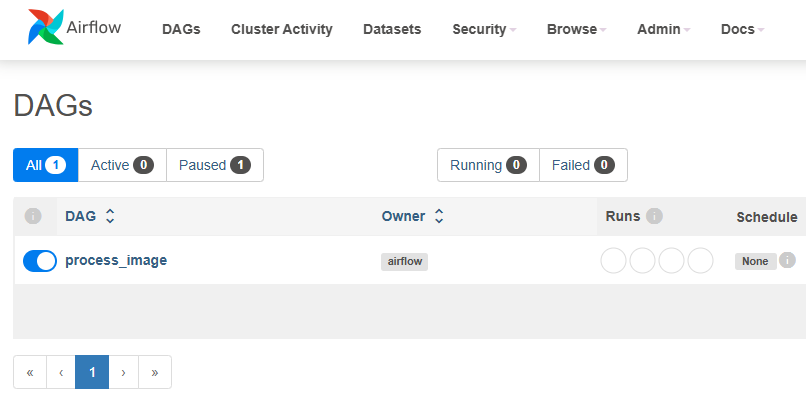 Airflow DAGs Cluster Activity Datasets Security Browse Admin Docs
DAGs
All 1 Active 0 Paused 1 Running 0 Failed 0
i DAG Owner Runs i Schedule
process_image airflow None i
« ‹ 1 › »